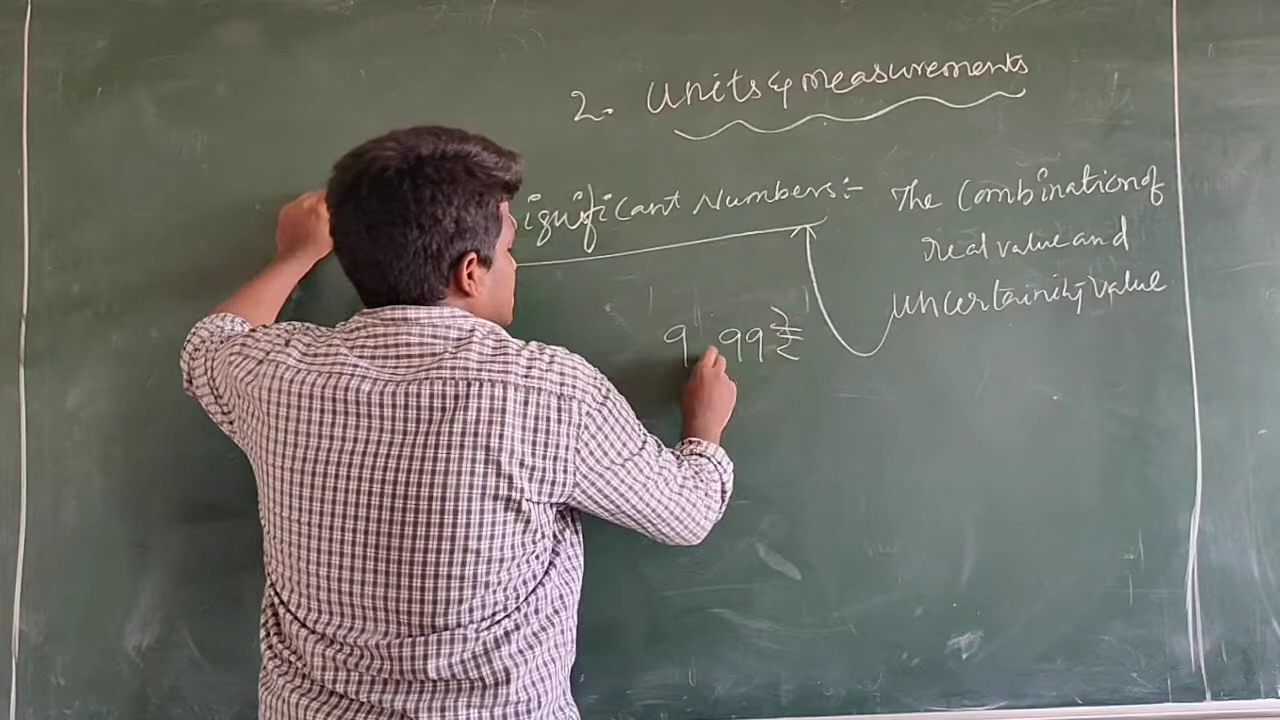 2. Units & measurements
ignificant Numbers:- The Combination of
real value and
uncertainity value
9 99